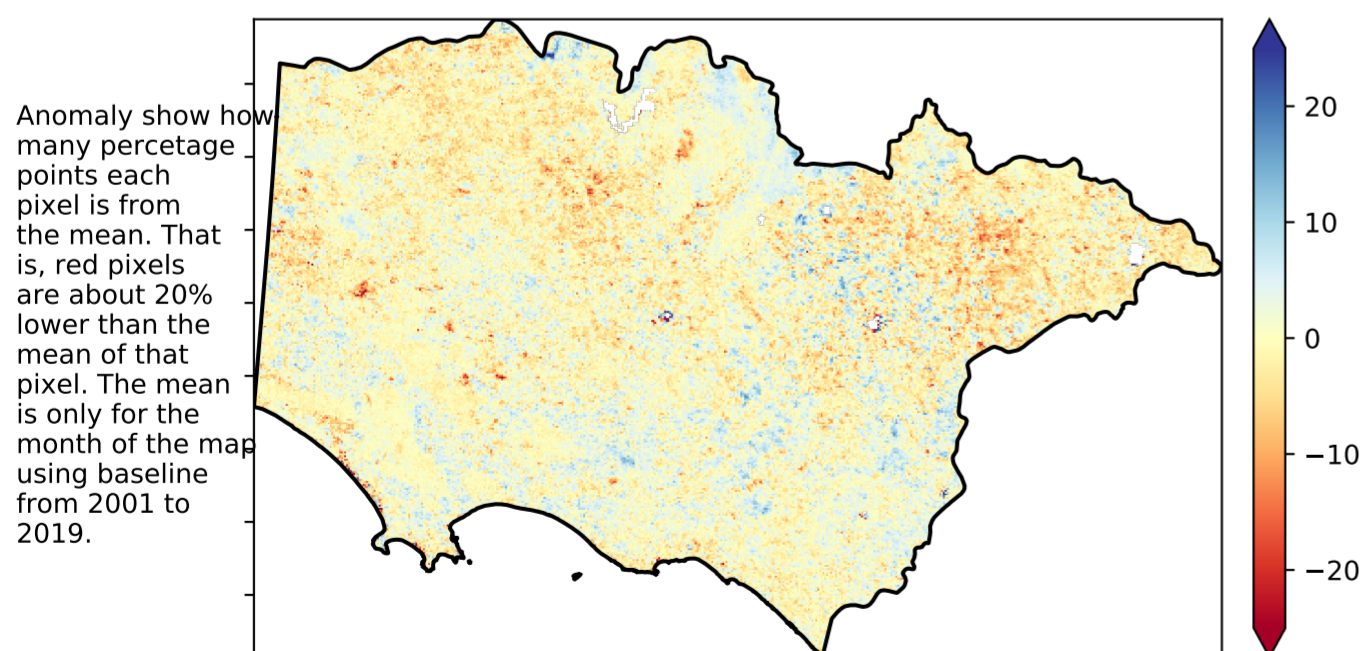 Anomaly show how
many percetage
points each
pixel is from
the mean. That
is, red pixels
are about 20%
lower than the
mean of that
pixel. The mean
is only for the
month of the map
using baseline
from 2001 to
2019.
20
10
0
−10
−20